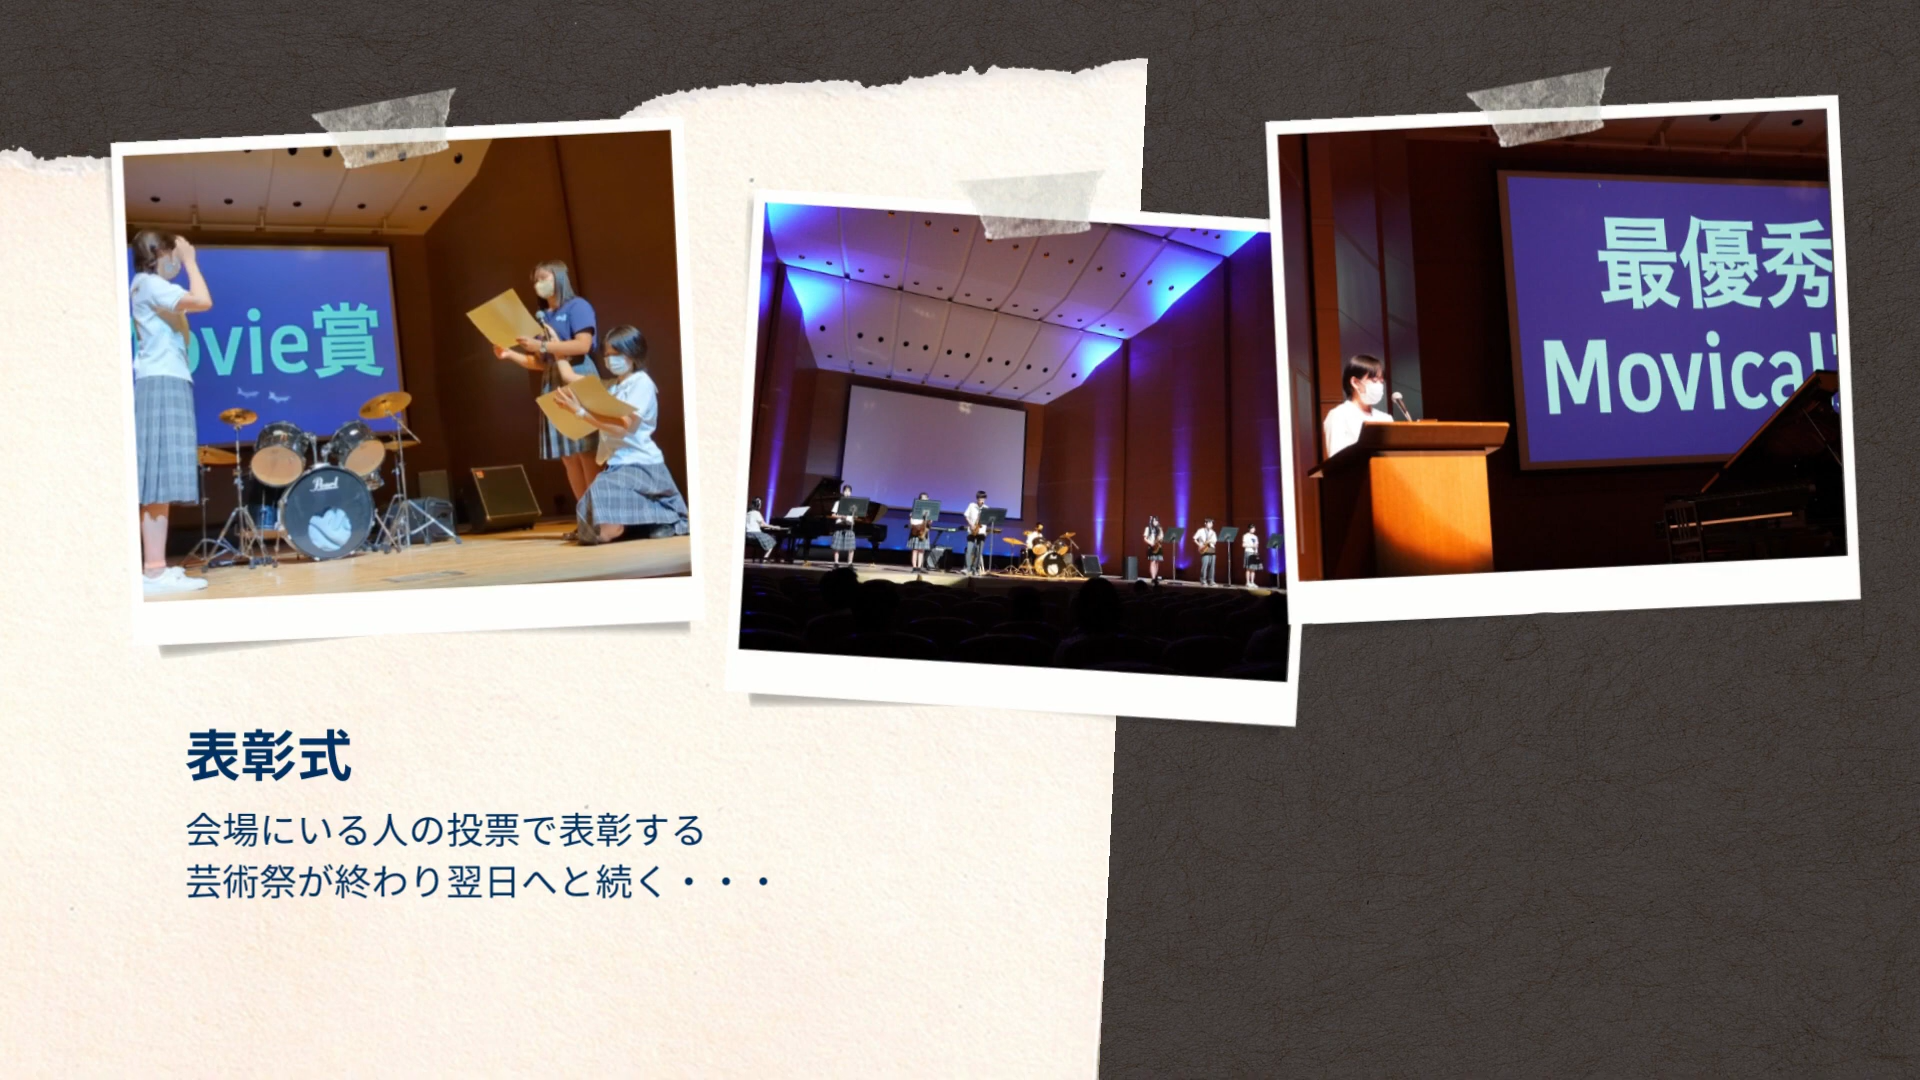 ovie賞
Pearl
最優秀
Movical
表彰式
会場にいる人の投票で表彰する
芸術祭が終わり翌日へと続く・・・